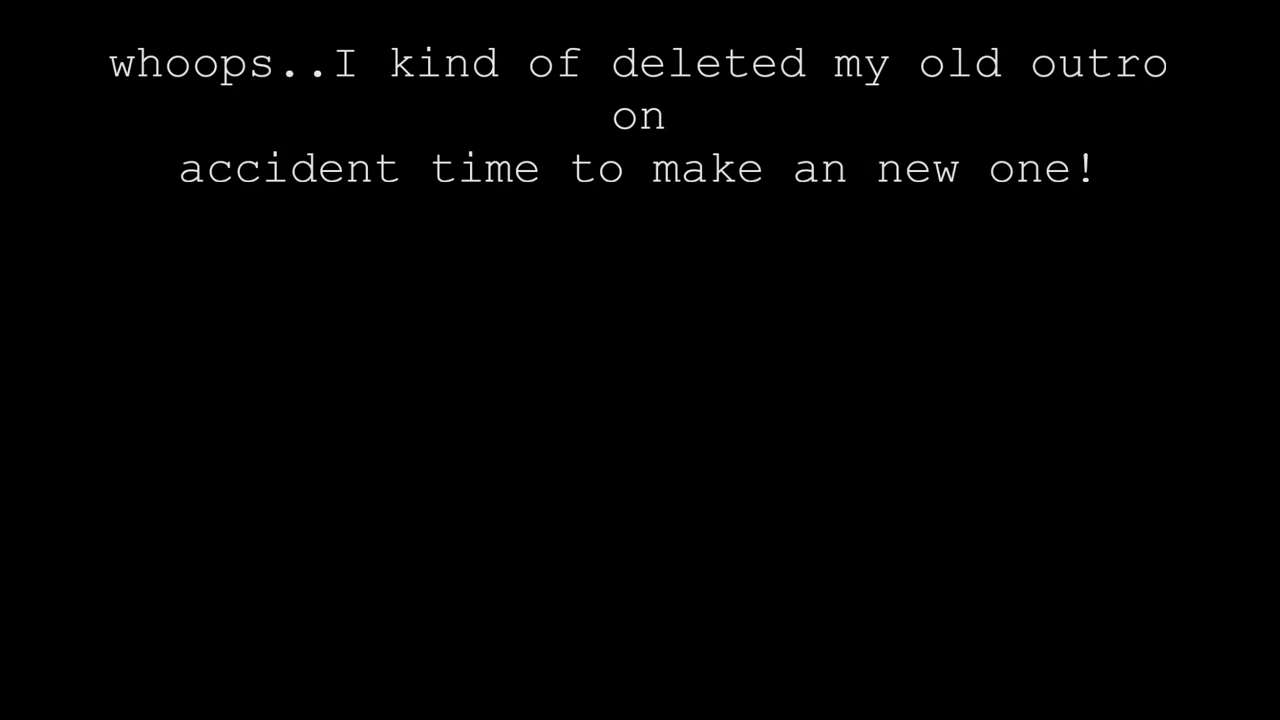 whoops..I kind of deleted my old outro
on
accident time to make an new one!